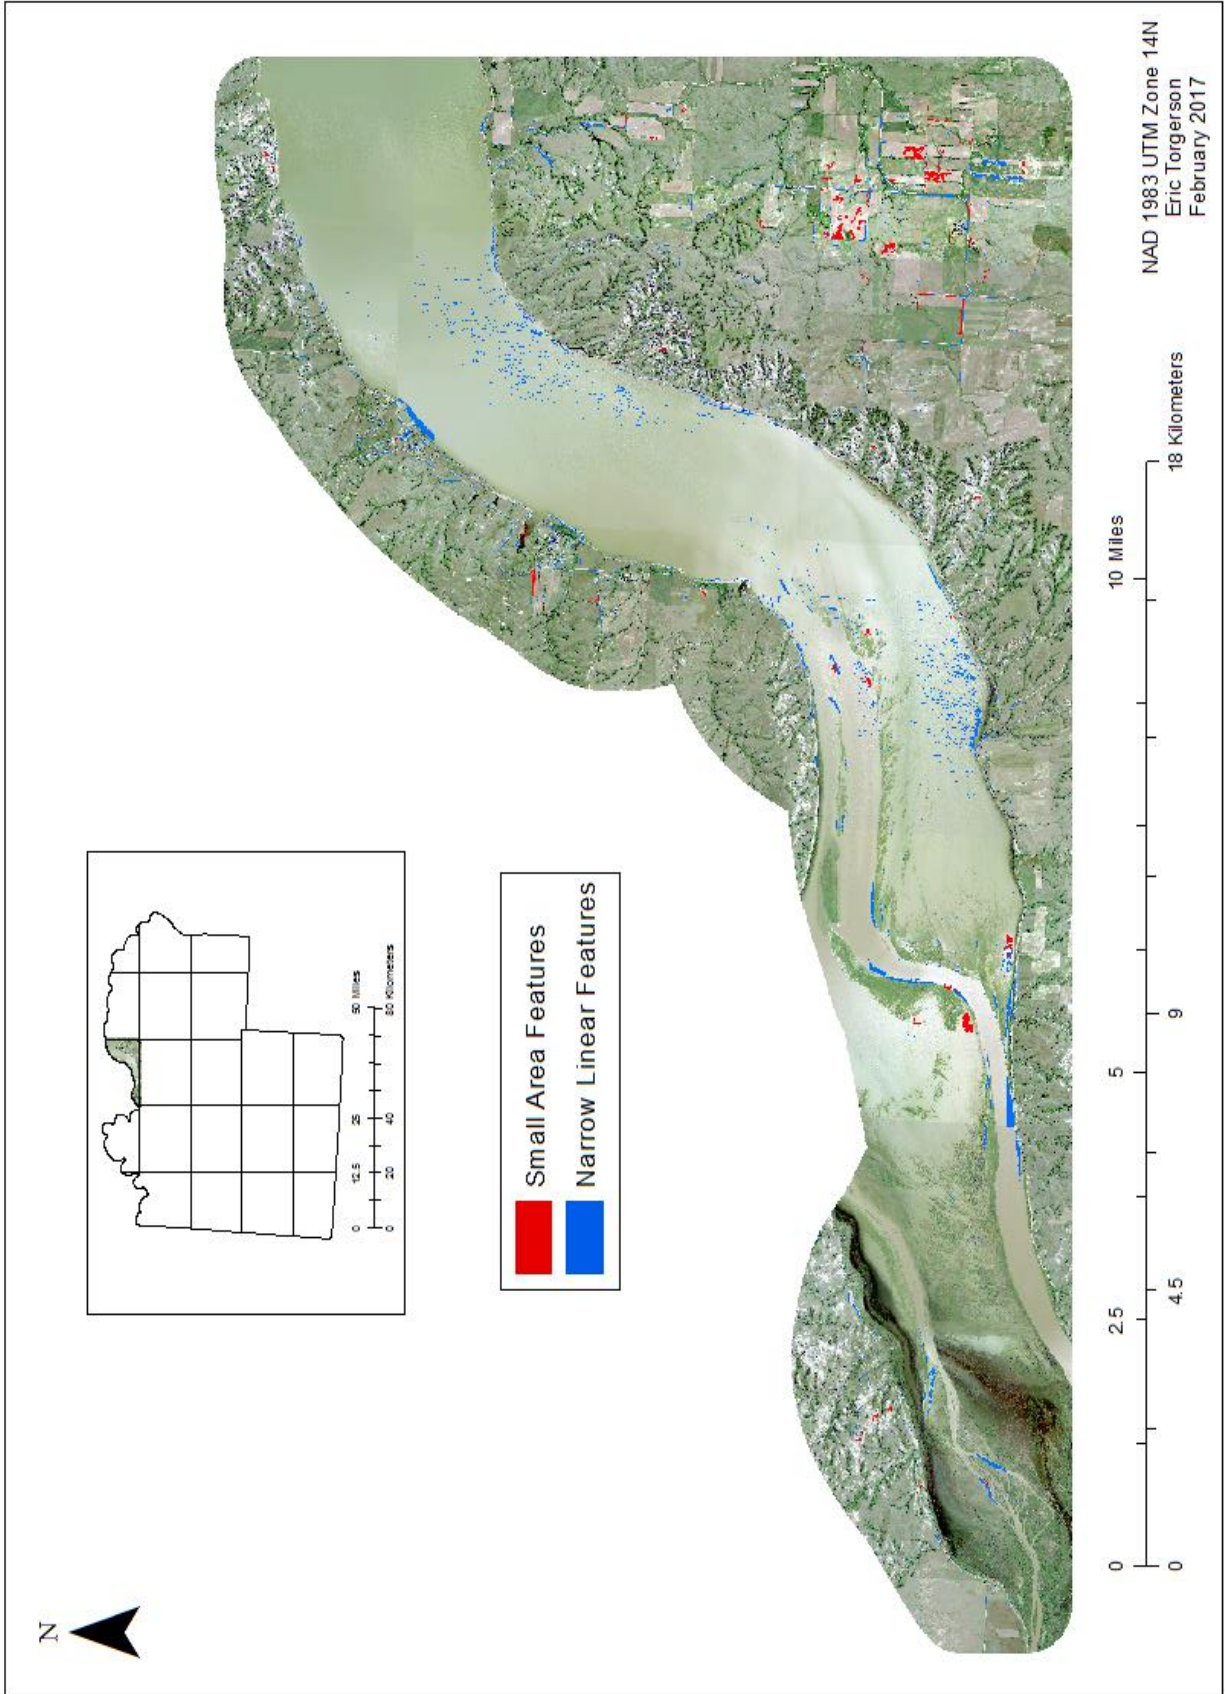 N
50 Miles
0 12.5 25
0 20 40 80 Kilometers
Small Area Features
Narrow Linear Features
0 2.5 5 10 Miles
0 4.5 9 18 Kilometers
NAD 1983 UTM Zone 14N
Eric Torgerson
February 2017